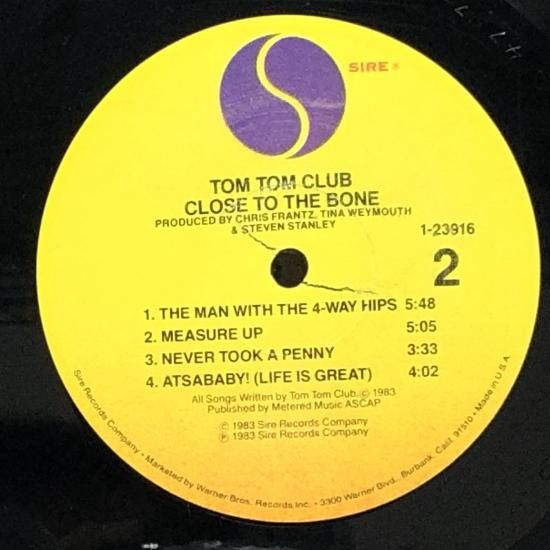 SIRE®
TOM TOM CLUB
CLOSE TO THE BONE
PRODUCED BY CHRIS FRANTZ, TINA WEYMOUTH
& STEVEN STANLEY
1-23916
2
1. THE MAN WITH THE 4-WAY HIPS 5:48
2. MEASURE UP 5:05
3. NEVER TOOK A PENNY 3:33
4. ATSABABY! (LIFE IS GREAT) 4:02
All Songs Written by Tom Tom Club. © 1983
Published by Metered Music ASCAP
© 1983 Sire Records Company
℗ 1983 Sire Records Company
Sire Records Company • Marketed by Warner Bros. Records Inc. • 3300 Warner Blvd., Burbank, Calif. 91510 • Made in U.S.A